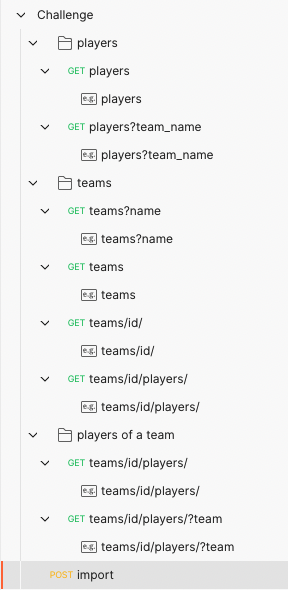 Challenge
players
GET players
e.g. players
GET players?team_name
e.g. players?team_name
teams
GET teams?name
e.g. teams?name
GET teams
e.g. teams
GET teams/id/
e.g. teams/id/
GET teams/id/players/
e.g. teams/id/players/
players of a team
GET teams/id/players/
e.g. teams/id/players/
GET teams/id/players/?team
e.g. teams/id/players/?team
POST import